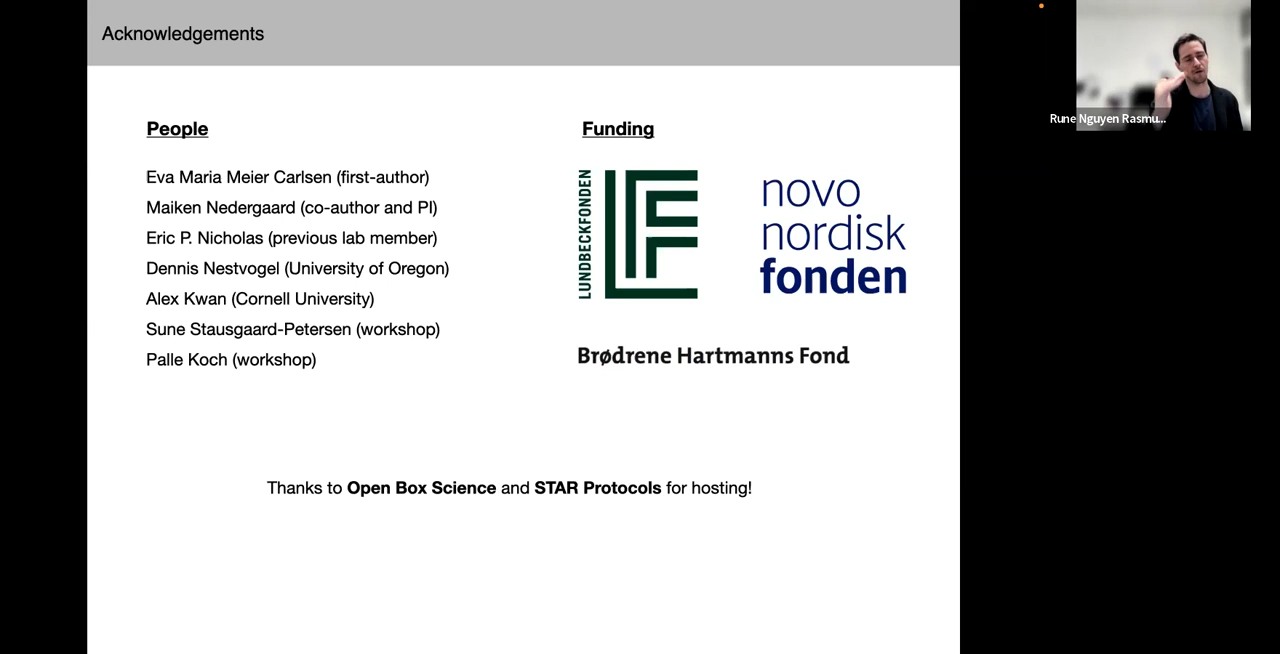 Acknowledgements
People
Eva Maria Meier Carlsen (first-author)
Maiken Nedergaard (co-author and PI)
Eric P. Nicholas (previous lab member)
Dennis Nestvogel (University of Oregon)
Alex Kwan (Cornell University)
Sune Stausgaard-Petersen (workshop)
Palle Koch (workshop)
Funding
LUNDBECKFONDEN
novo
nordisk
fonden
Brødrene Hartmanns Fond
Thanks to Open Box Science and STAR Protocols for hosting!
Rune Nguyen Rasmu...